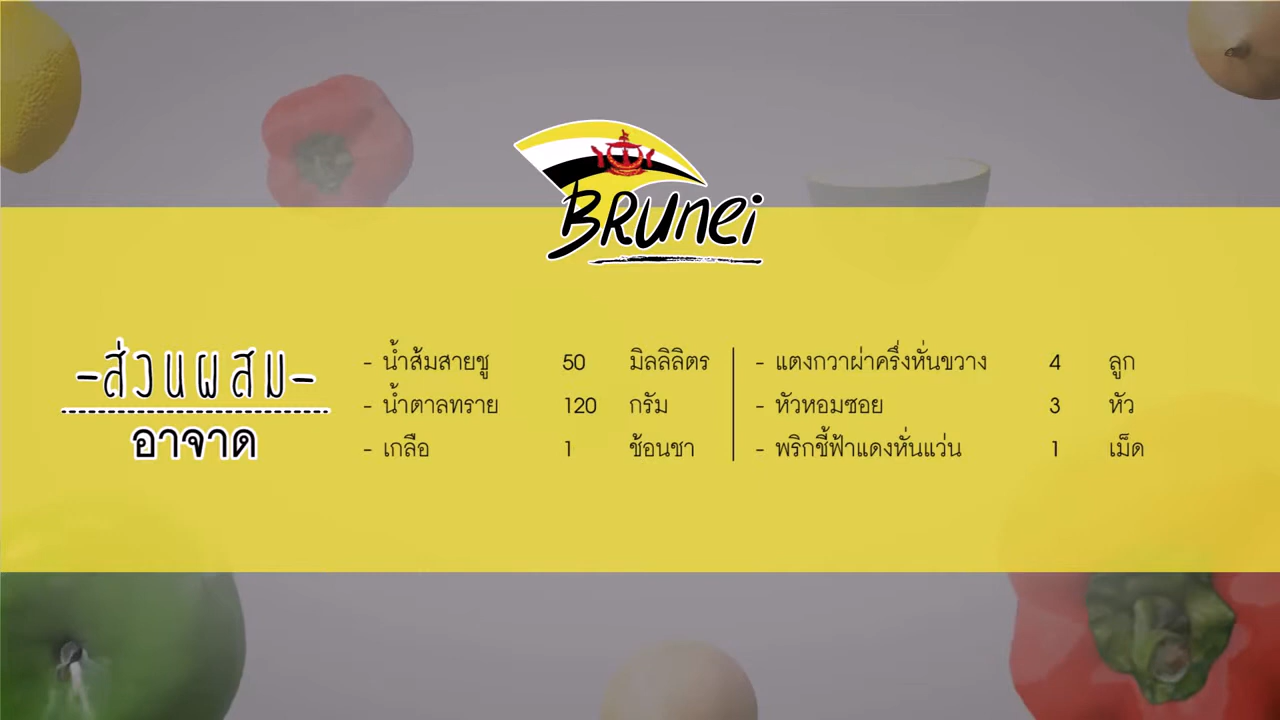 BRUNEI
-ส่วนผสม-
อาจาด
- น้ำส้มสายชู 50 มิลลิลิตร
- น้ำตาลทราย 120 กรัม
- เกลือ 1 ช้อนชา
- แตงกวาผ่าครึ่งหั่นขวาง 4 ลูก
- หัวหอมซอย 3 หัว
- พริกชี้ฟ้าแดงหั่นแว่น 1 เม็ด